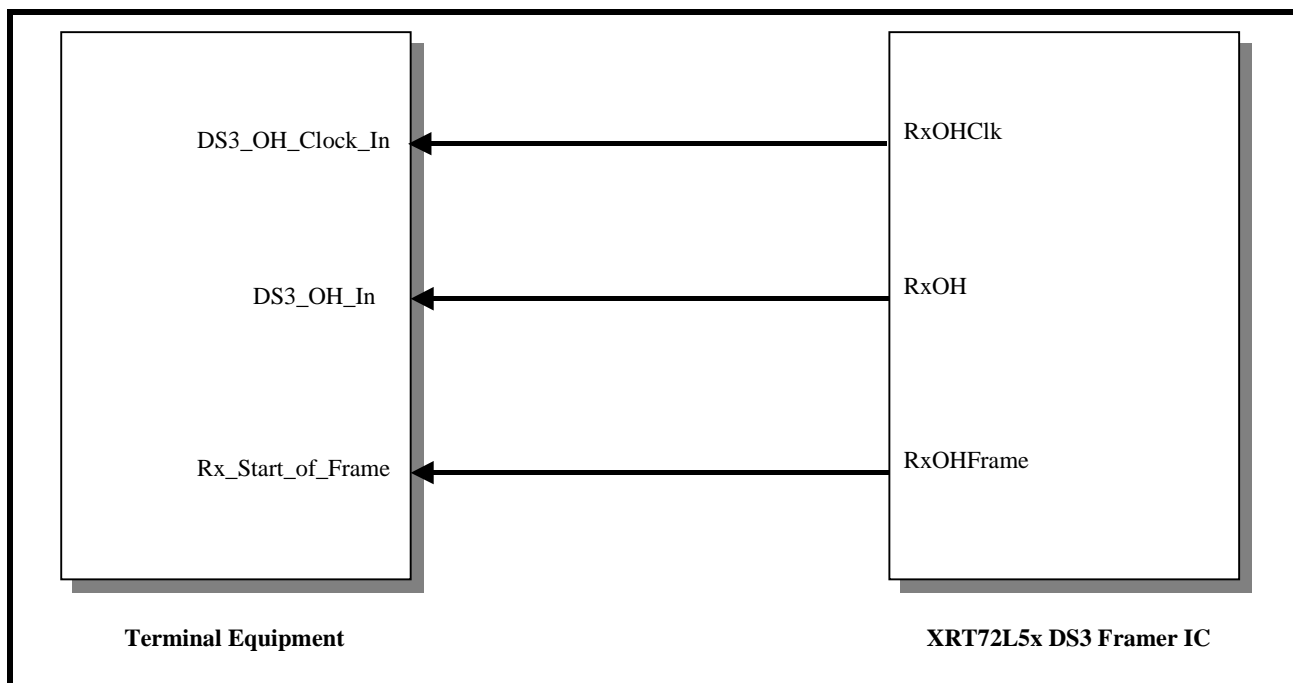 DS3_OH_Clock_In
RxOHClk
DS3_OH_In
RxOH
Rx_Start_of_Frame
RxOHFrame
Terminal Equipment
XRT72L5x DS3 Framer IC